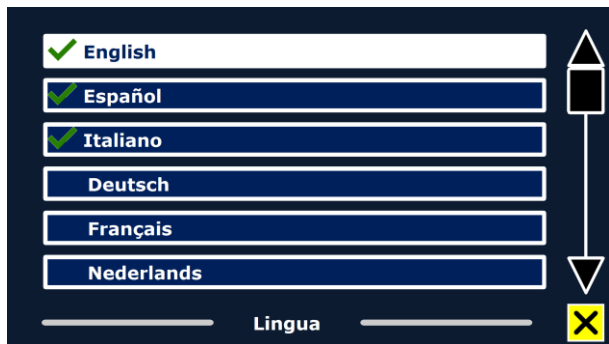 English
Español
Italiano
Deutsch
Français
Nederlands
Lingua